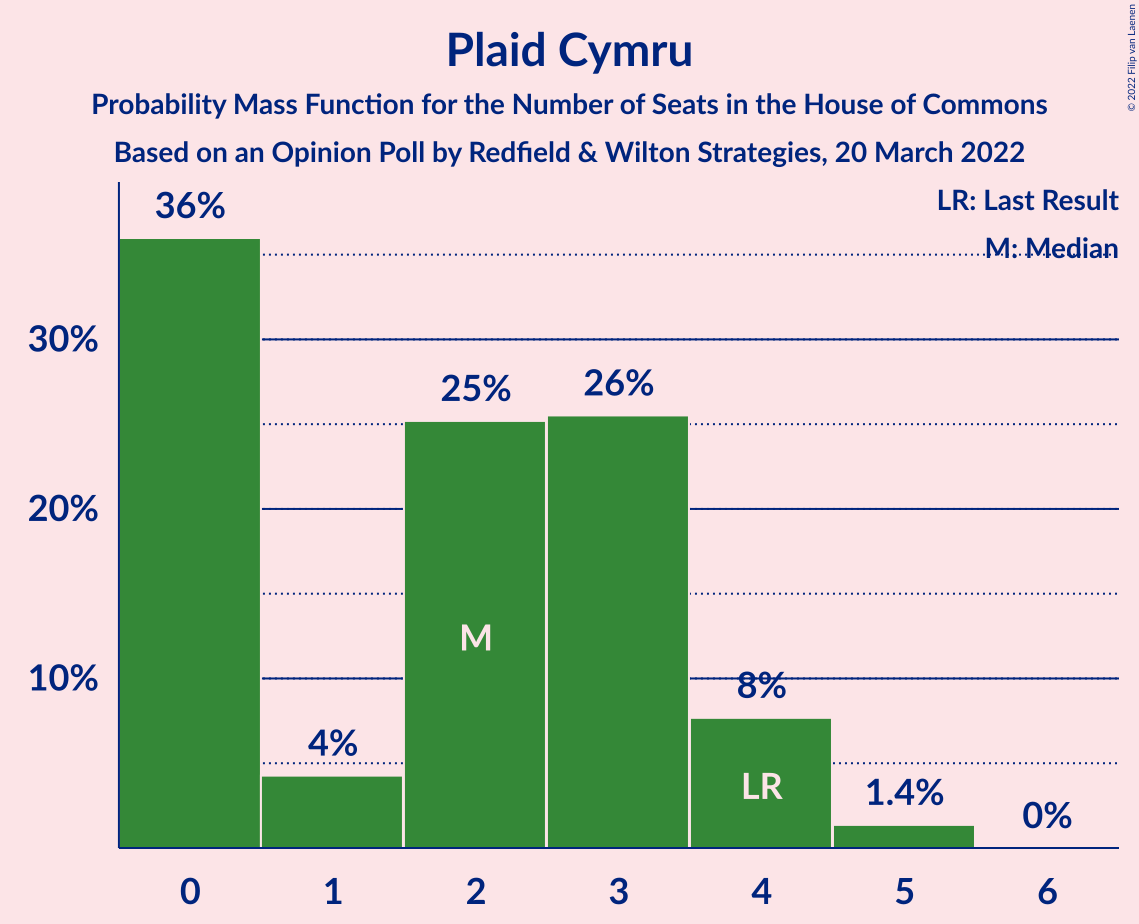 Plaid Cymru
Probability Mass Function for the Number of Seats in the House of Commons
Based on an Opinion Poll by Redfield & Wilton Strategies, 20 March 2022
© 2022 Filip van Laenen
LR: Last Result
M: Median
36%
4%
25%
26%
8%
1.4%
0%
M
LR
30%
20%
10%
0 1 2 3 4 5 6